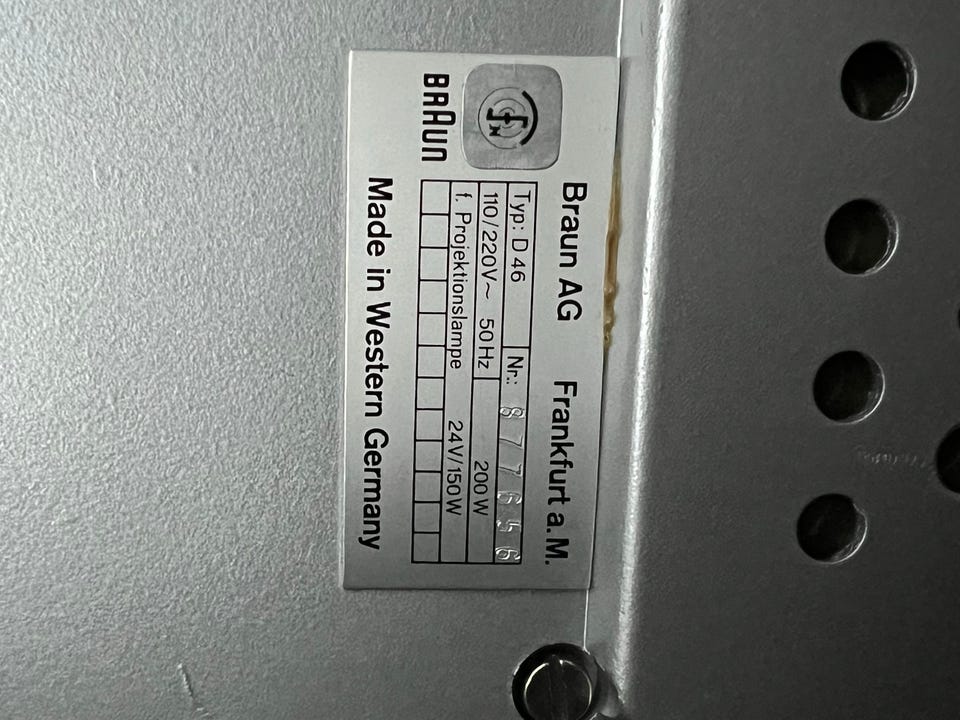 Braun AG Frankfurt a. M.
Typ: D 46 Nr.: 877656
110/220V~ 50 Hz 200 W
f. Projektionslampe 24V/150W
BRAUN
Made in Western Germany